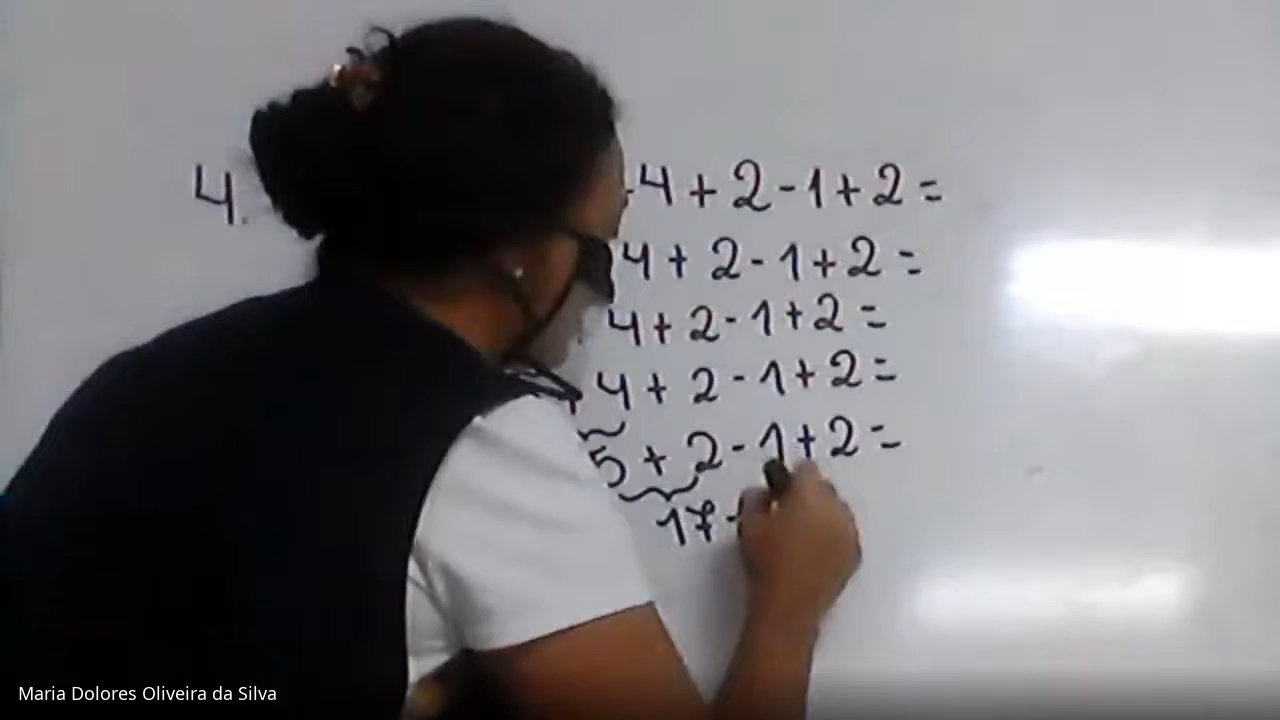 4. 4 + 2 - 1 + 2 =
4 + 2 - 1 + 2 =
4 + 2 - 1 + 2 =
4 + 2 - 1 + 2 =
5 + 2 - 1 + 2 =
17
Maria Dolores Oliveira da Silva